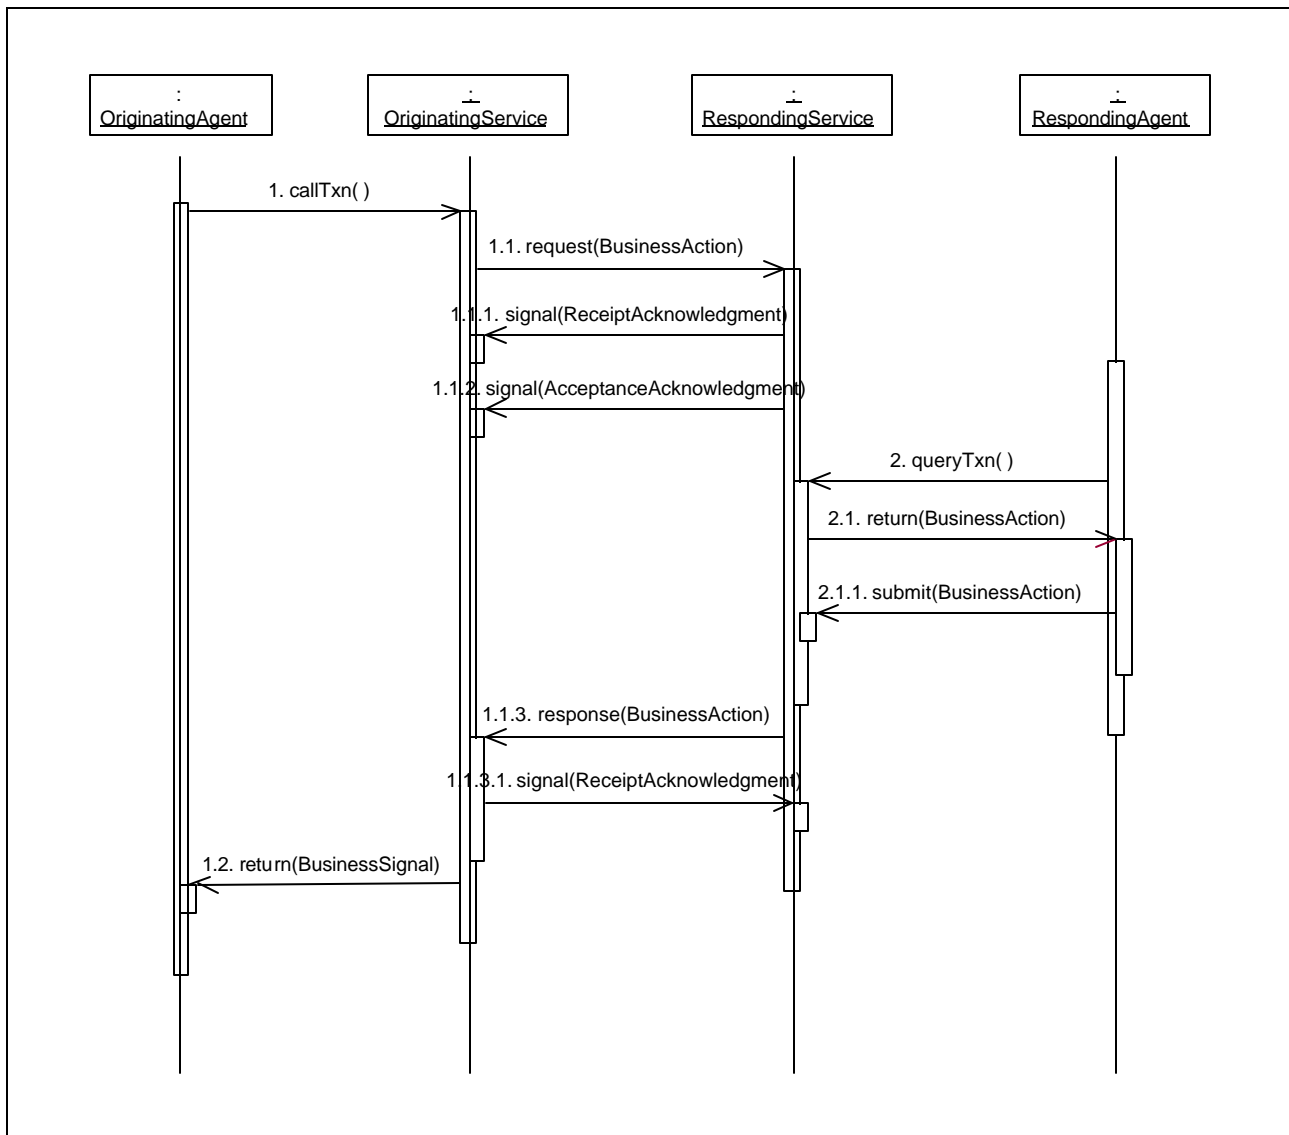 :
OriginatingAgent
:
OriginatingService
:
RespondingService
:
RespondingAgent
1. callTxn( )
1.1. request(BusinessAction)
1.1.1. signal(ReceiptAcknowledgment)
1.1.2. signal(AcceptanceAcknowledgment)
2. queryTxn( )
2.1. return(BusinessAction)
2.1.1. submit(BusinessAction)
1.1.3. response(BusinessAction)
1.1.3.1. signal(ReceiptAcknowledgment)
1.2. return(BusinessSignal)